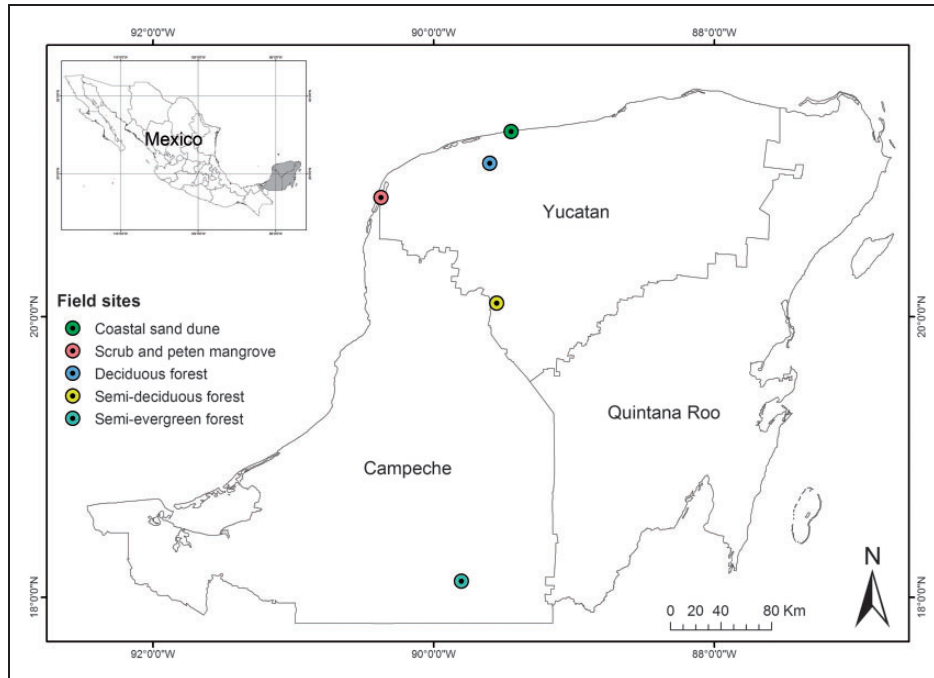 92°0'0"W 90°0'0"W 88°0'0"W
Mexico
Yucatan
Field sites
20°0'0"N 20°0'0"N
Coastal sand dune
Scrub and peten mangrove
Deciduous forest
Semi-deciduous forest
Semi-evergreen forest
Quintana Roo
Campeche
N
18°0'0"N 18°0'0"N
0 20 40 80 Km
92°0'0"W 90°0'0"W 88°0'0"W